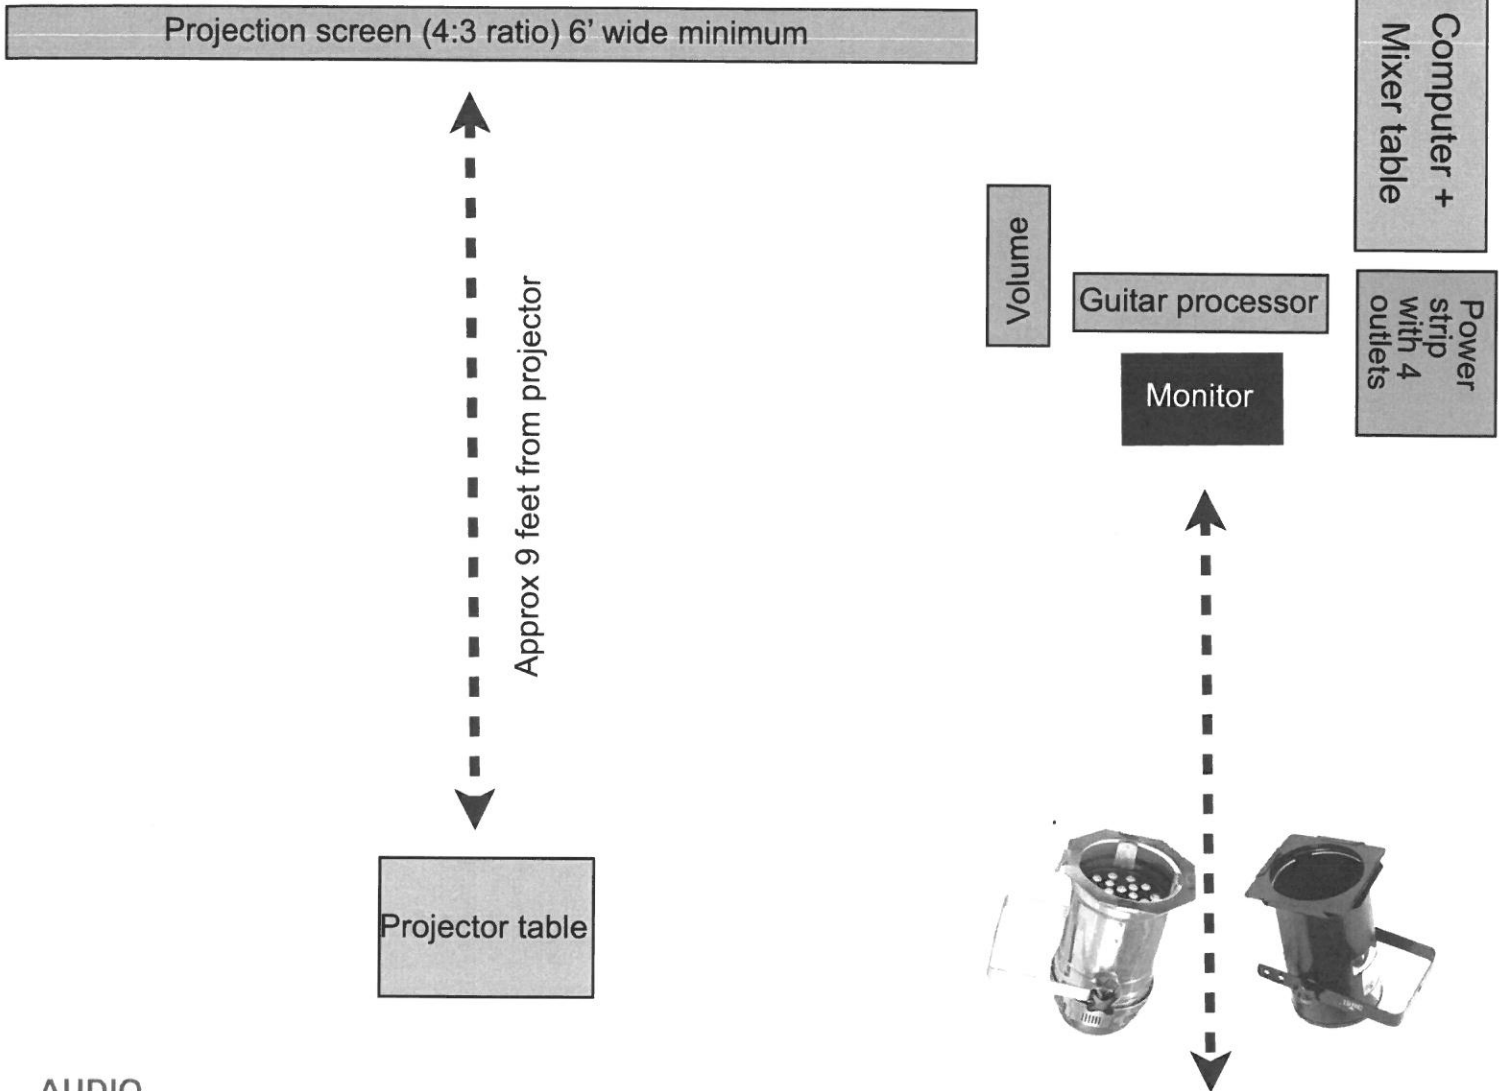 Projection screen (4:3 ratio) 6' wide minimum
Computer +
Mixer table
Volume
Guitar processor
Power
strip
with 4
outlets
Monitor
Approx 9 feet from projector
Projector table
AUDIO